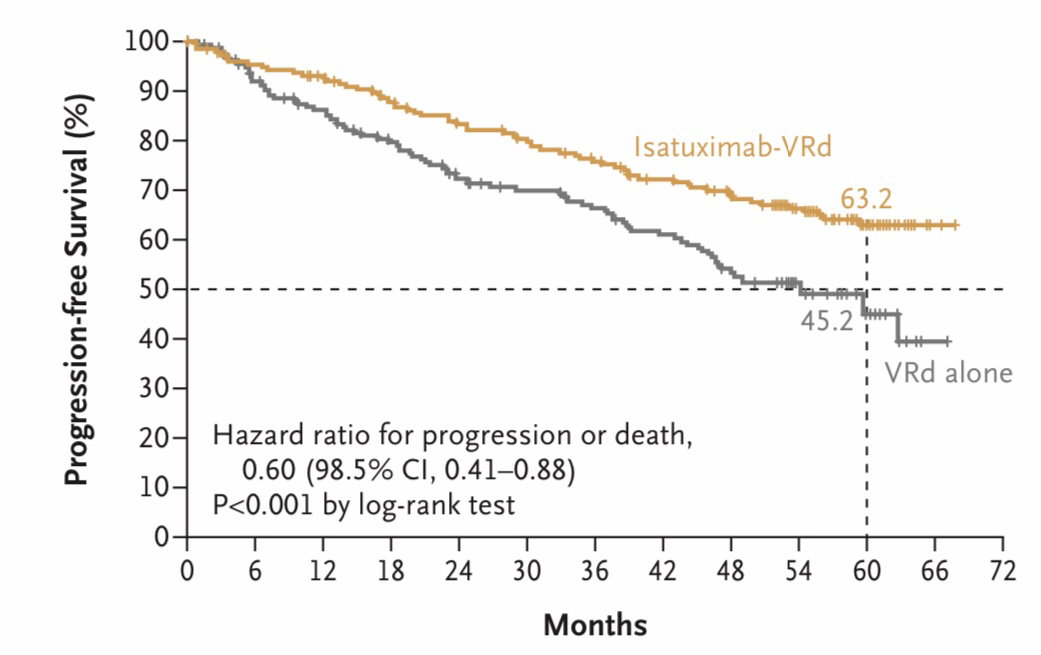 Progression-free Survival (%)
100
90
80
70
60
50
40
30
20
10
0
Isatuximab-VRd
63.2
45.2
VRd alone
Hazard ratio for progression or death,
0.60 (98.5% CI, 0.41–0.88)
P<0.001 by log-rank test
0 6 12 18 24 30 36 42 48 54 60 66 72
Months